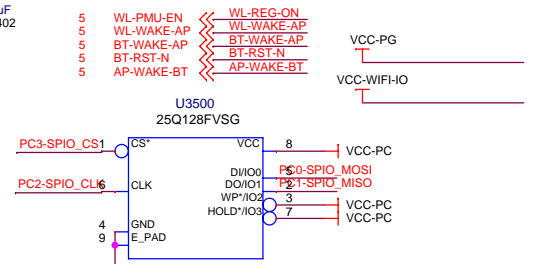 uF
402
5 WL-PMU-EN WL-REG-ON
5 WL-WAKE-AP WL-WAKE-AP
5 BT-WAKE-AP BT-WAKE-AP
5 BT-RST-N BT-RST-N
5 AP-WAKE-BT AP-WAKE-BT
VCC-PG
VCC-WIFI-IO
U3500
25Q128FVSG
PC3-SPIO_CS 1 CS* VCC 8 VCC-PC
DI/IO0 5 PC0-SPIO_MOSI
PC2-SPIO_CLK 6 CLK DO/IO1 2 PC1-SPIO_MISO
WP*/IO2 3 VCC-PC
HOLD*/IO3 7 VCC-PC
4 GND
9 E_PAD